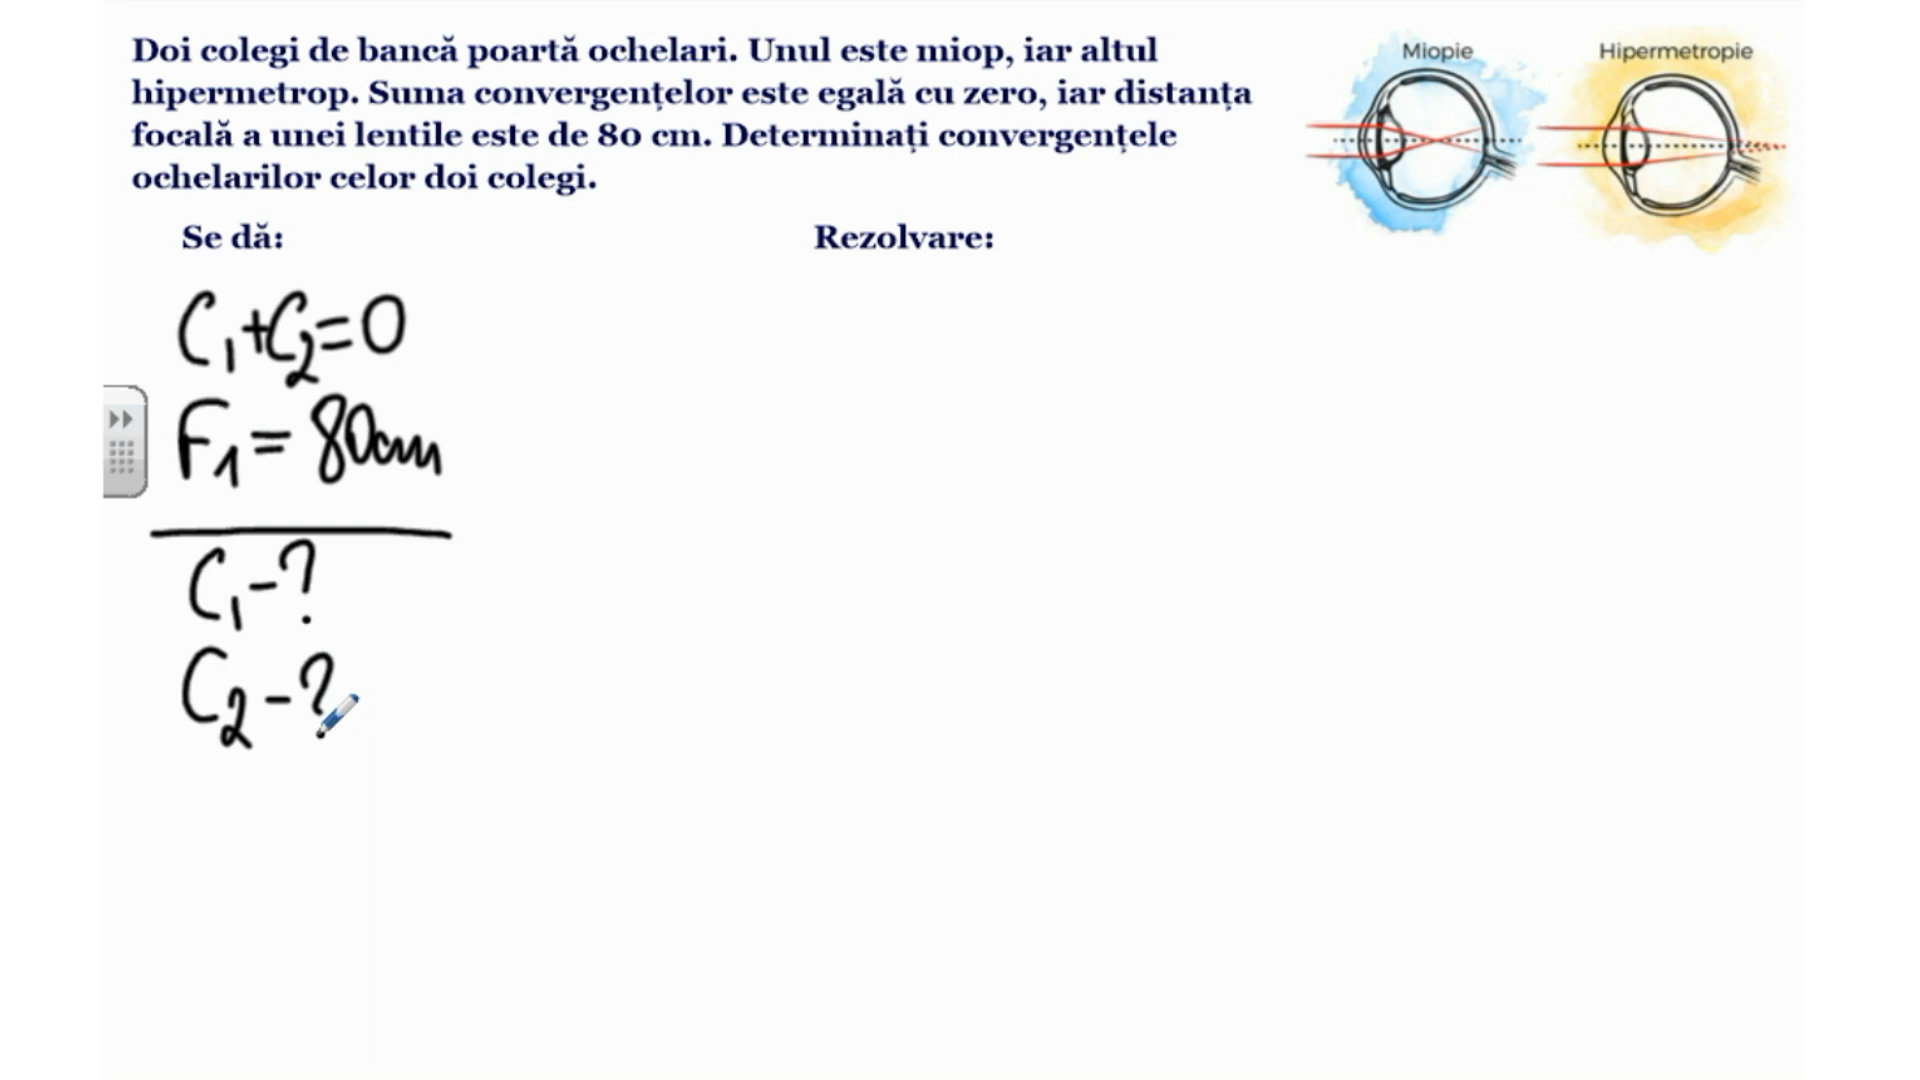 Doi colegi de bancă poartă ochelari. Unul este miop, iar altul
hipermetrop. Suma convergențelor este egală cu zero, iar distanța
focală a unei lentile este de 80 cm. Determinați convergențele
ochelarilor celor doi colegi.
Miopie
Hipermetropie
Se dă:
Rezolvare:
C₁+C₂=0
F₁= 80cm
C₁-?
C₂-?